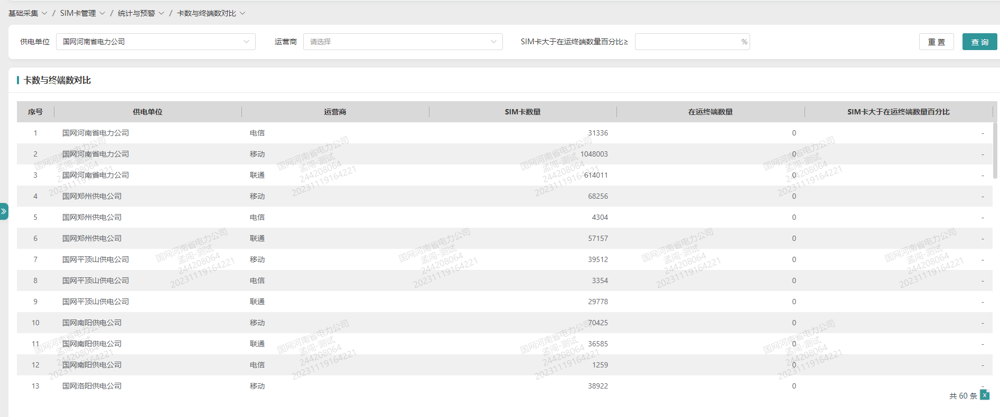 基础采集 / SIM卡管理 / 统计与预警 / 卡数与终端数对比
供电单位 国网河南省电力公司 运营商 请选择 SIM卡大于在运终端数量百分比≥ % 重 置 查 询
卡数与终端数对比
序号 供电单位 运营商 SIM卡数量 在运终端数量 SIM卡大于在运终端数量百分比
1 国网河南省电力公司 电信 31336 0 -
2 国网河南省电力公司 移动 1048003 0 -
3 国网河南省电力公司 联通 614011 0 -
4 国网郑州供电公司 移动 68256 0 -
5 国网郑州供电公司 电信 4304 0 -
6 国网郑州供电公司 联通 57157 0 -
7 国网平顶山供电公司 移动 39512 0 -
8 国网平顶山供电公司 电信 3354 0 -
9 国网平顶山供电公司 联通 29778 0 -
10 国网南阳供电公司 移动 70425 0 -
11 国网南阳供电公司 联通 36585 0 -
12 国网南阳供电公司 电信 1259 0 -
13 国网洛阳供电公司 移动 38922 0 -
共 60 条 X
国网河南省电力公司
孟闯-测试
244208064
20231119164221